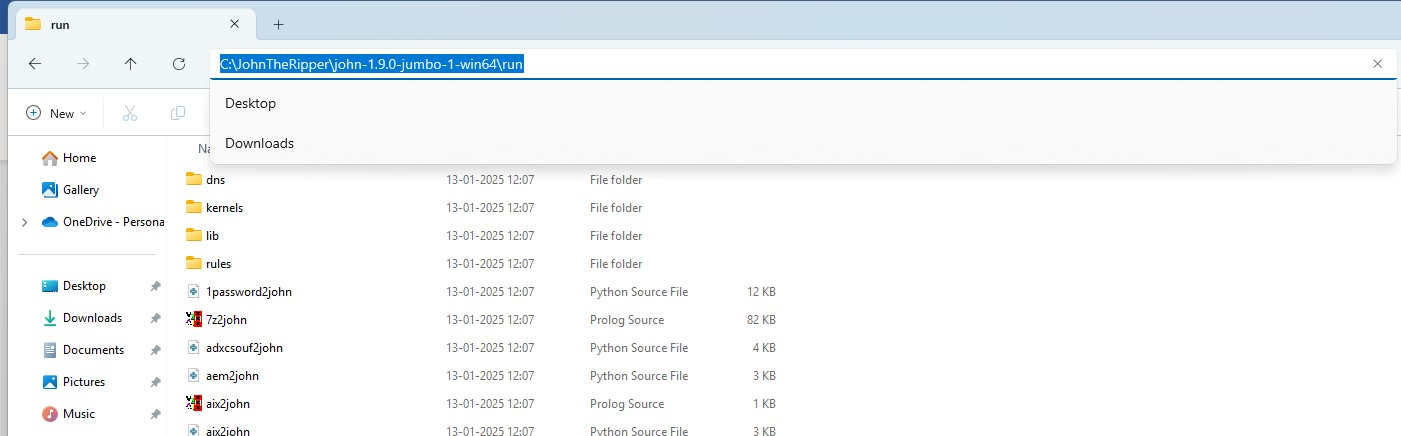 run
C:\JohnTheRipper\john-1.9.0-jumbo-1-win64\run
New
Desktop
Downloads
Home
Gallery
OneDrive - Persona
Desktop
Downloads
Documents
Pictures
Music
Na
dns 13-01-2025 12:07 File folder
kernels 13-01-2025 12:07 File folder
lib 13-01-2025 12:07 File folder
rules 13-01-2025 12:07 File folder
1password2john 13-01-2025 12:07 Python Source File 12 KB
7z2john 13-01-2025 12:07 Prolog Source 82 KB
adxcsouf2john 13-01-2025 12:07 Python Source File 4 KB
aem2john 13-01-2025 12:07 Python Source File 3 KB
aix2john 13-01-2025 12:07 Prolog Source 1 KB
aix2john 13-01-2025 12:07 Python Source File 3 KB